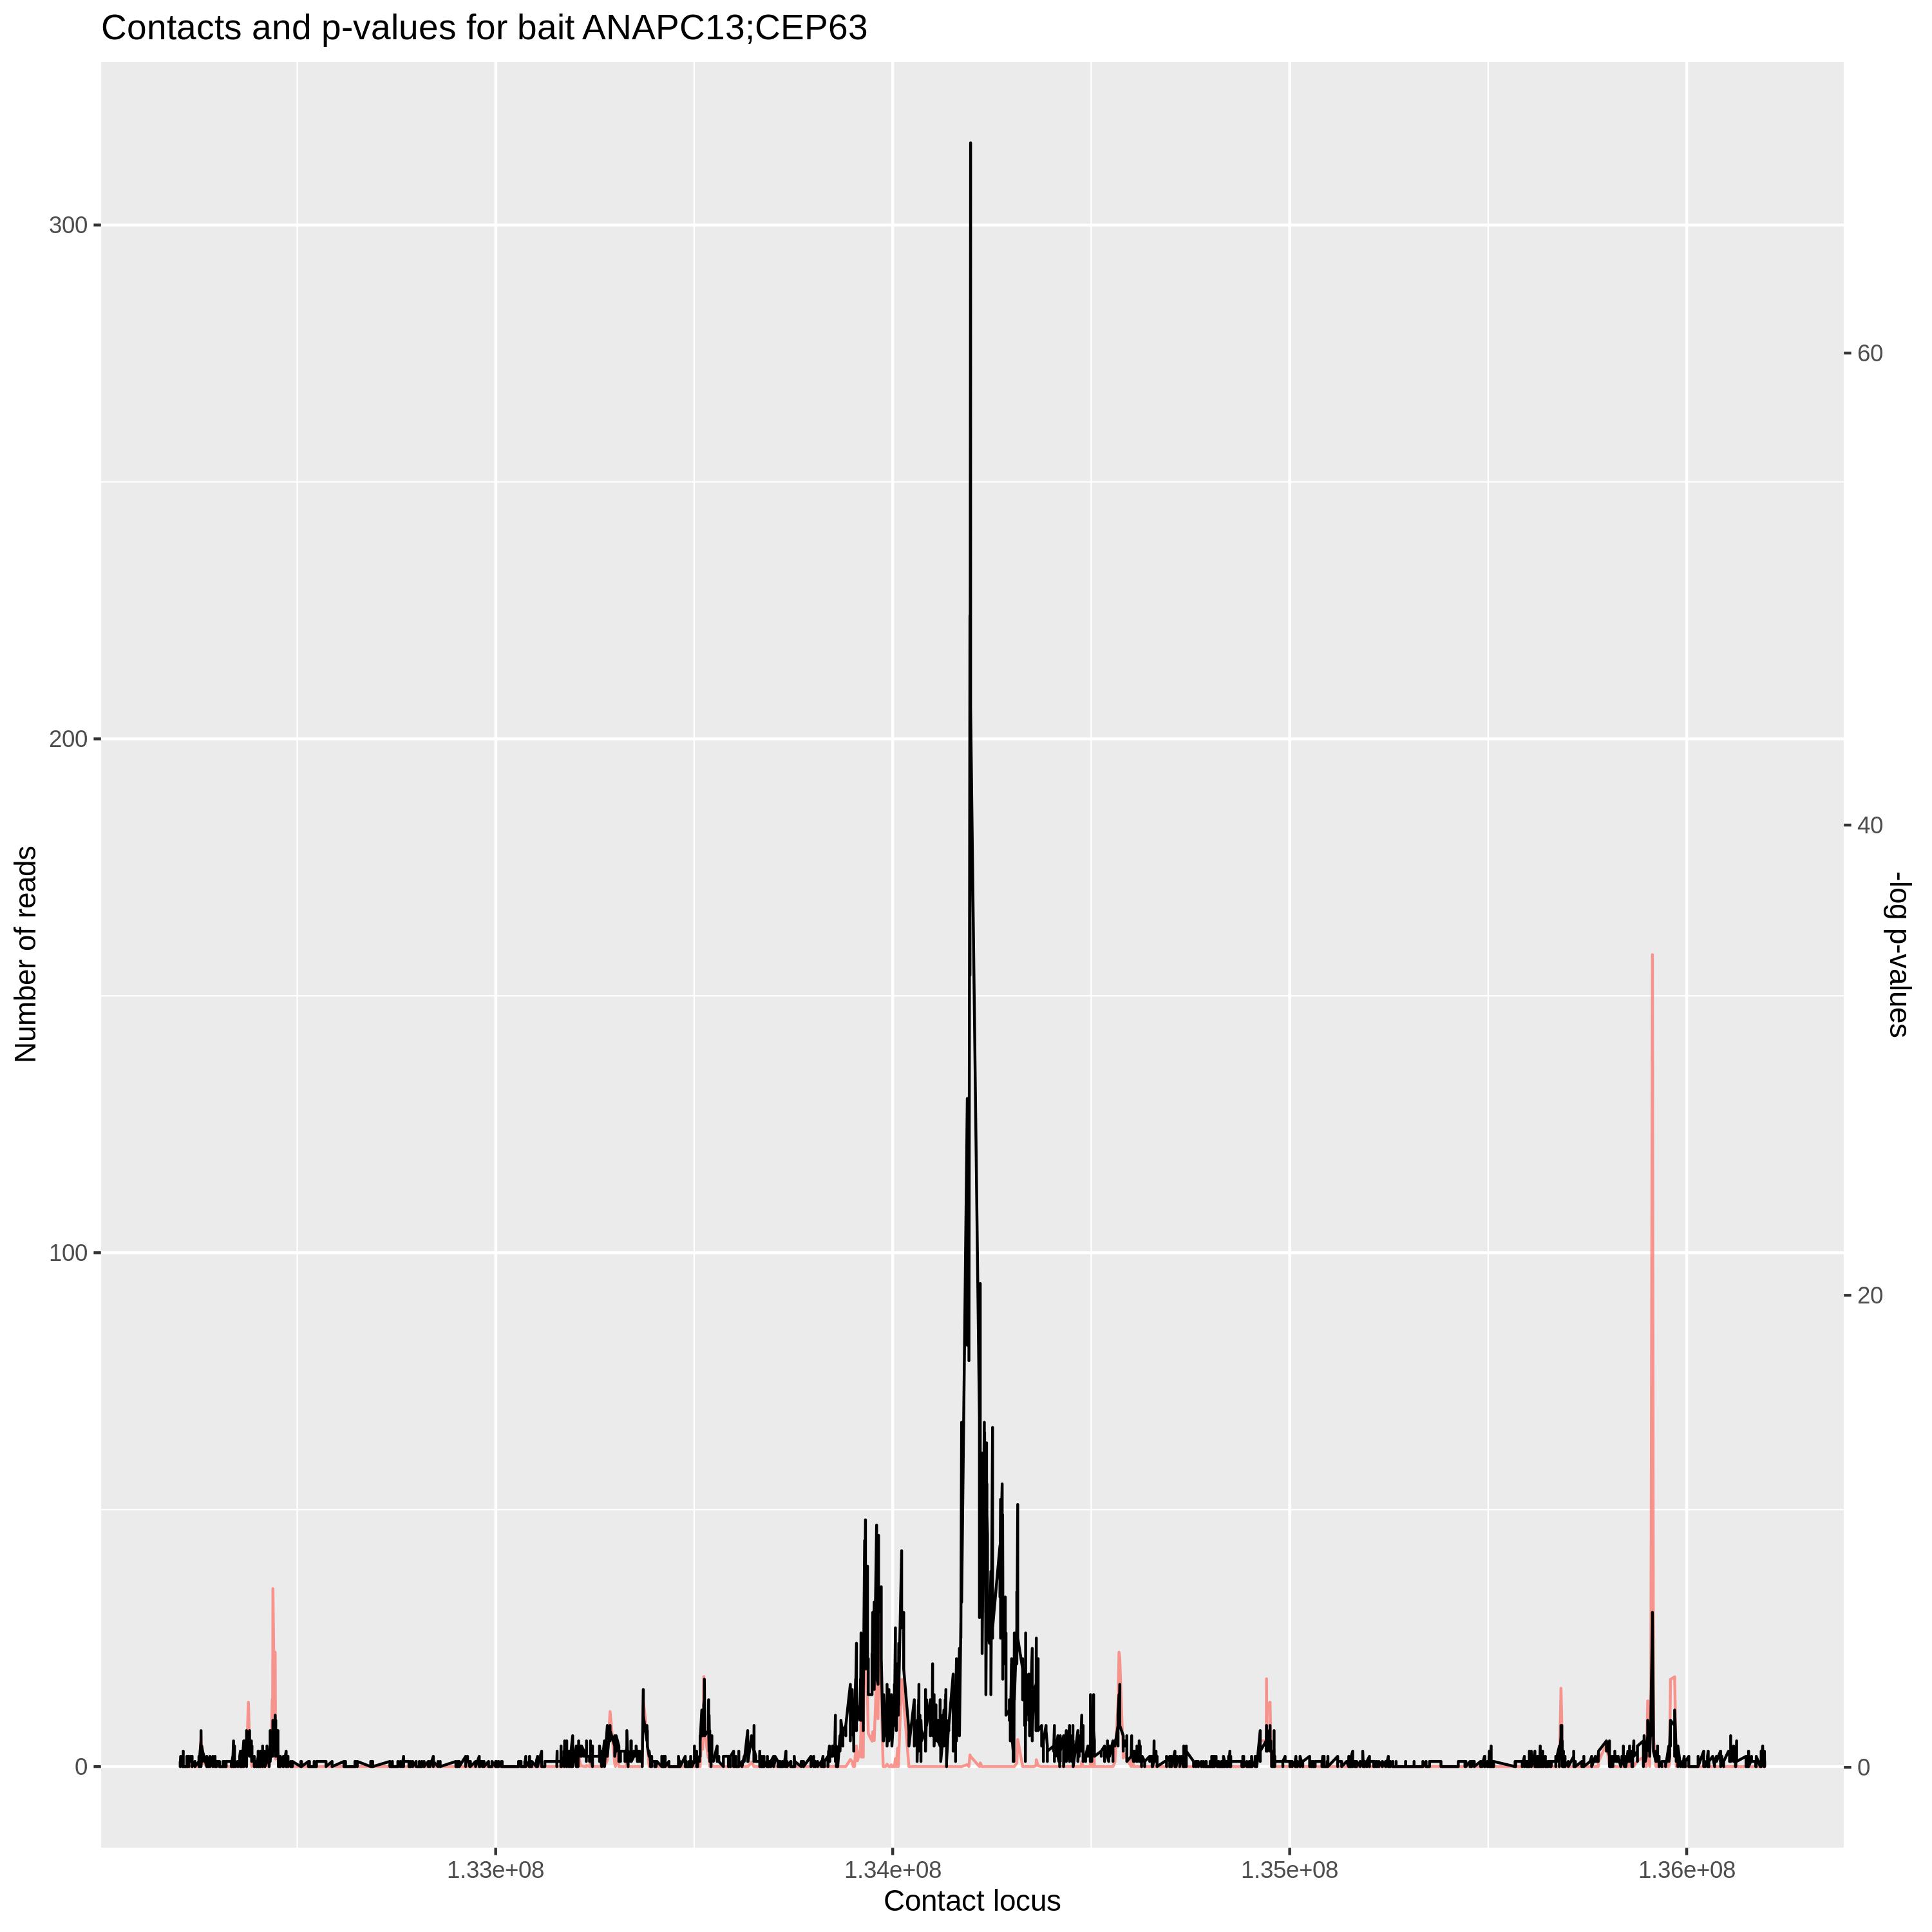 Contacts and p-values for bait ANAPC13;CEP63
300
200
100
0
Number of reads
60
40
20
0
-log p-values
1.33e+08
1.34e+08
1.35e+08
1.36e+08
Contact locus